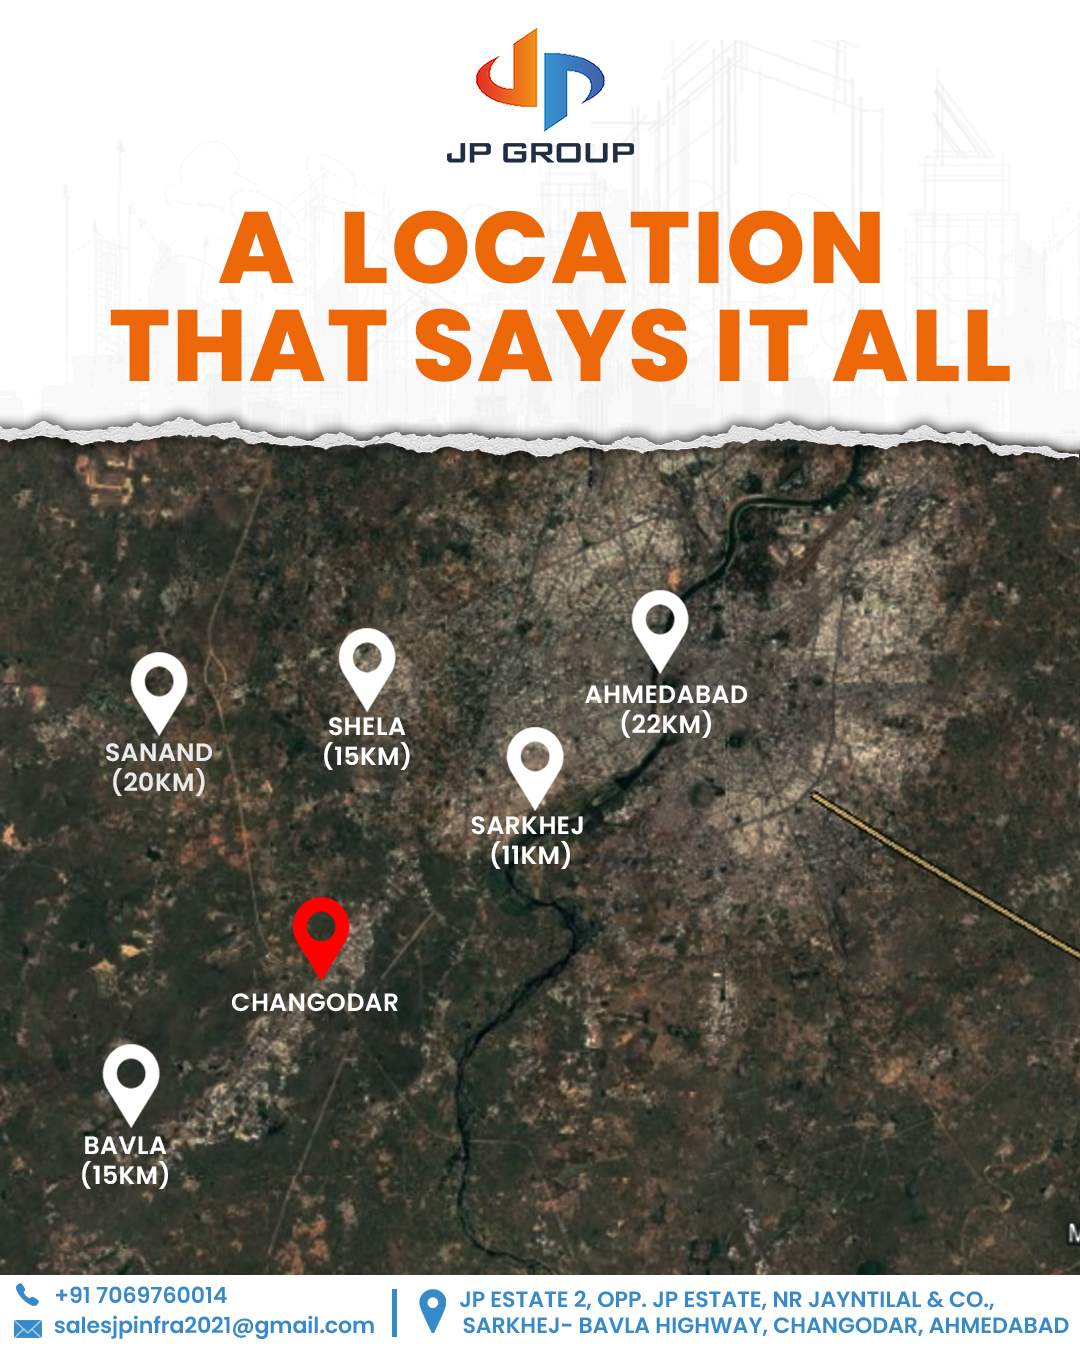 JP GROUP
A LOCATION
THAT SAYS IT ALL
AHMEDABAD
(22KM)
SHELA
(15KM)
SANAND
(20KM)
SARKHEJ
(11KM)
CHANGODAR
BAVLA
(15KM)
M
+91 7069760014
salesjpinfra2021@gmail.com
JP ESTATE 2, OPP. JP ESTATE, NR JAYNTILAL & CO.,
SARKHEJ- BAVLA HIGHWAY, CHANGODAR, AHMEDABAD